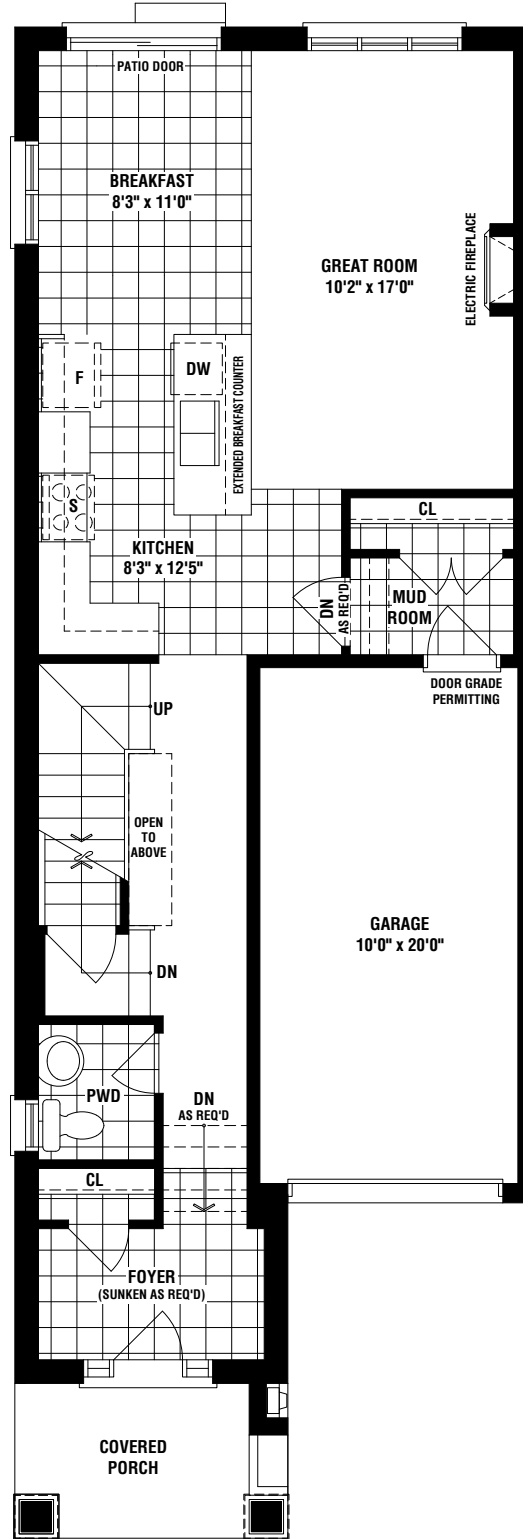 PATIO DOOR
BREAKFAST
8'3" x 11'0"
GREAT ROOM
10'2" x 17'0"
ELECTRIC FIREPLACE
F
DW
EXTENDED BREAKFAST COUNTER
S
KITCHEN
8'3" x 12'5"
CL
DN
AS REQ'D
MUD
ROOM
DOOR GRADE
PERMITTING
UP
OPEN
TO
ABOVE
GARAGE
10'0" x 20'0"
DN
PWD
DN
AS REQ'D
CL
FOYER
(SUNKEN AS REQ'D)
COVERED
PORCH